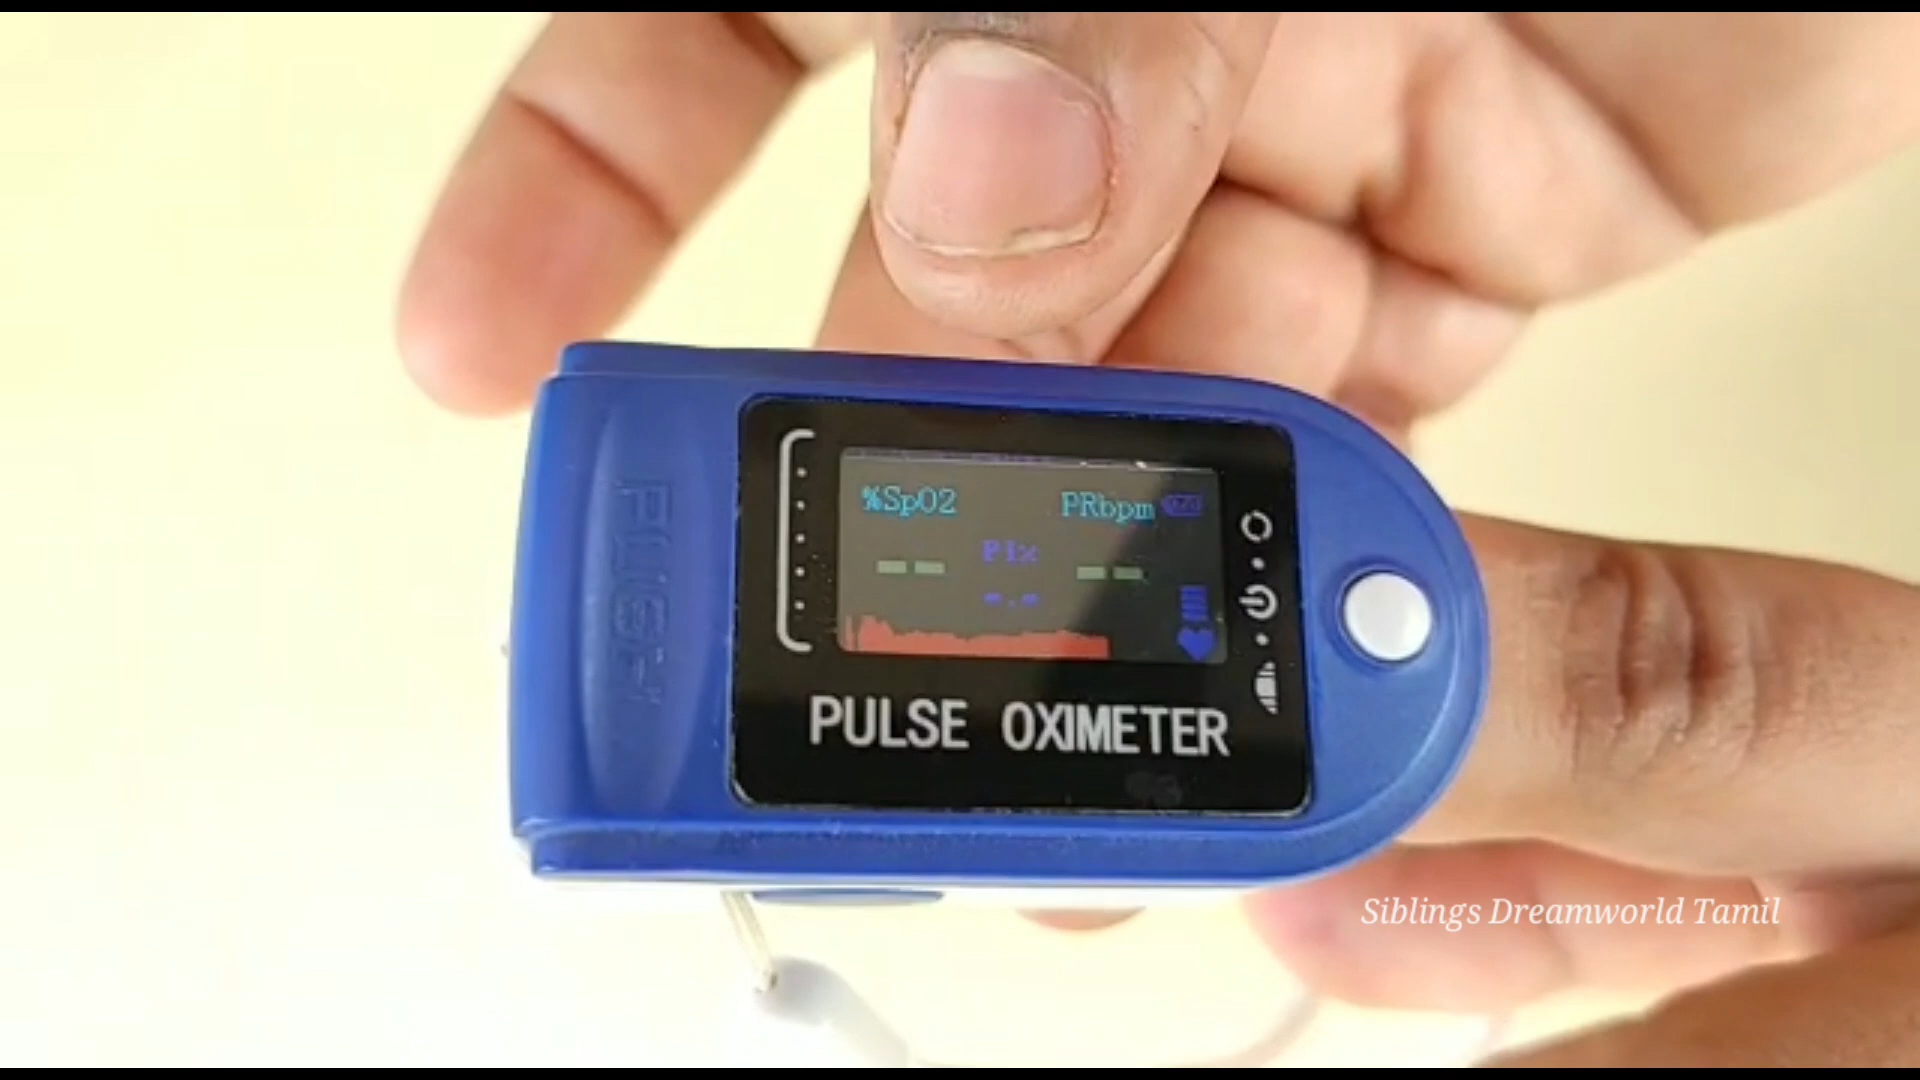 %SpO2 PRbpm
PI%
-- --
-.-
PULSE OXIMETER
PUSH
Siblings Dreamworld Tamil